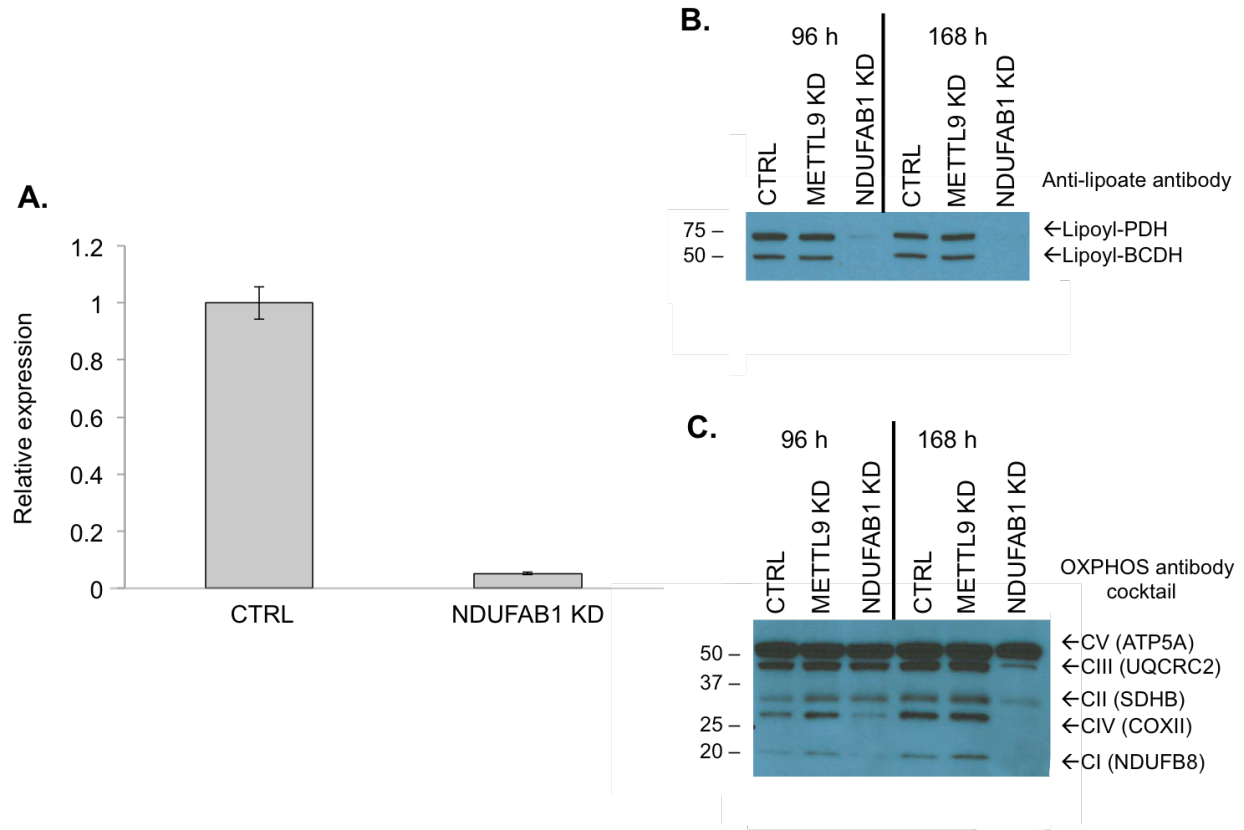 A.
Relative expression
1.2
1
0.8
0.6
0.4
0.2
0
CTRL
NDUFAB1 KD
B.
96 h
168 h
CTRL
METTL9 KD
NDUFAB1 KD
CTRL
METTL9 KD
NDUFAB1 KD
Anti-lipoate antibody
75 –
50 –
←Lipoyl-PDH
←Lipoyl-BCDH
C.
96 h
168 h
CTRL
METTL9 KD
NDUFAB1 KD
CTRL
METTL9 KD
NDUFAB1 KD
OXPHOS antibody
cocktail
50 –
37 –
25 –
20 –
←CV (ATP5A)
←CIII (UQCRC2)
←CII (SDHB)
←CIV (COXII)
←CI (NDUFB8)